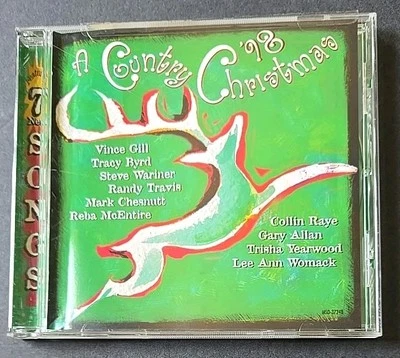 A Country Christmas '98
Vince Gill
Tracy Byrd
Steve Wariner
Randy Travis
Mark Chesnutt
Reba McEntire
Collin Raye
Gary Allan
Trisha Yearwood
Lee Ann Womack
7
SONGS